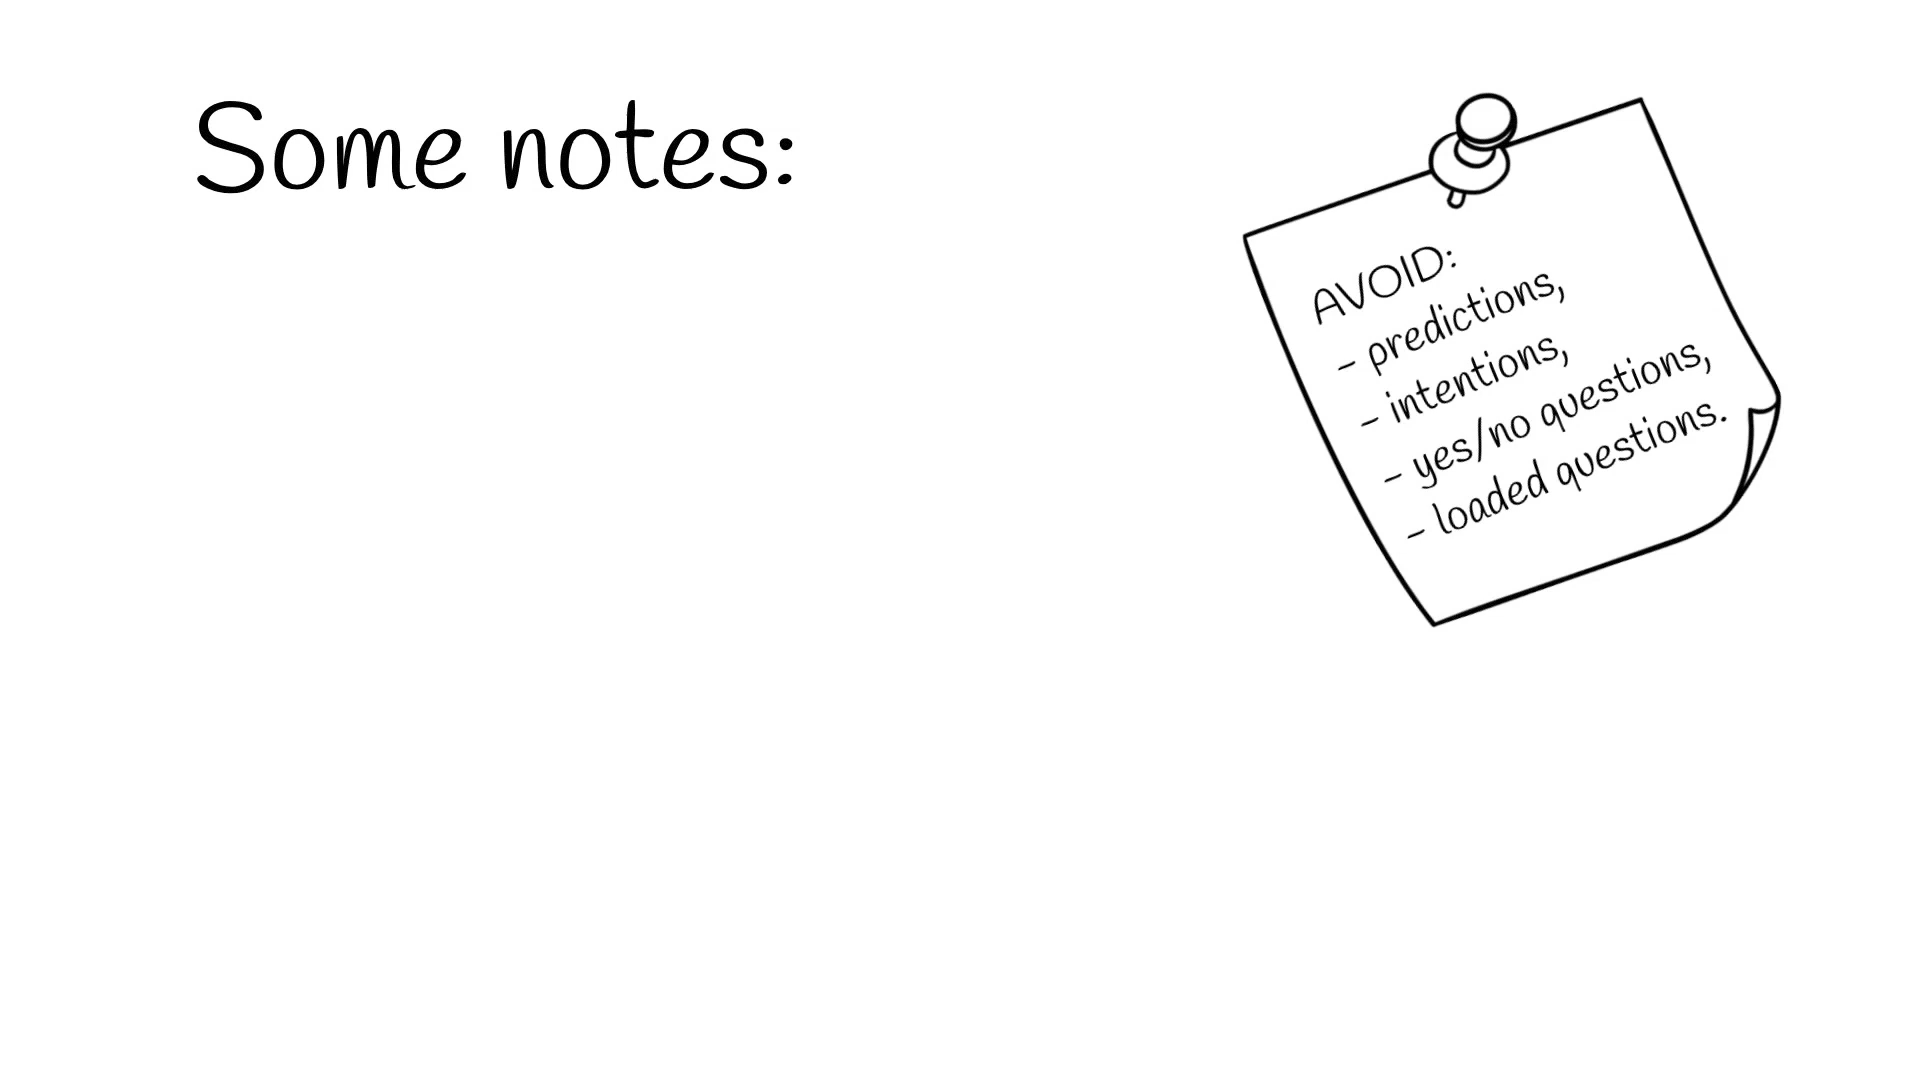 Some notes:
AVOID:
- predictions,
- intentions,
- yes/no questions,
- loaded questions.